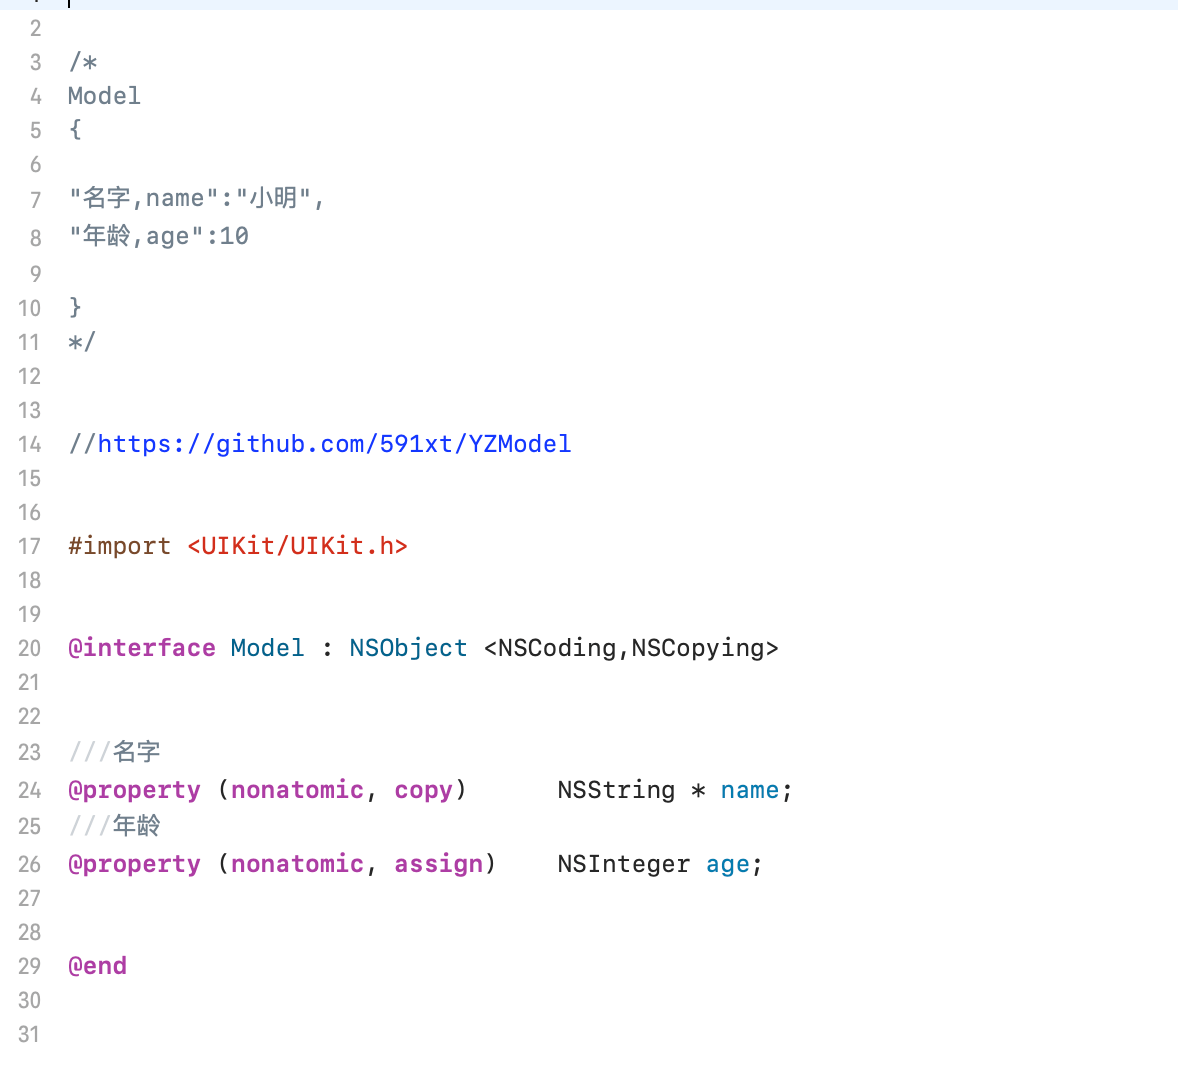 2
3 /*
4 Model
5 {
6
7 "名字,name":"小明",
8 "年龄,age":10
9
10 }
11 */
12
13
14 //https://github.com/591xt/YZModel
15
16
17 #import <UIKit/UIKit.h>
18
19
20 @interface Model : NSObject <NSCoding,NSCopying>
21
22
23 ///名字
24 @property (nonatomic, copy)      NSString * name;
25 ///年龄
26 @property (nonatomic, assign)    NSInteger age;
27
28
29 @end
30
31